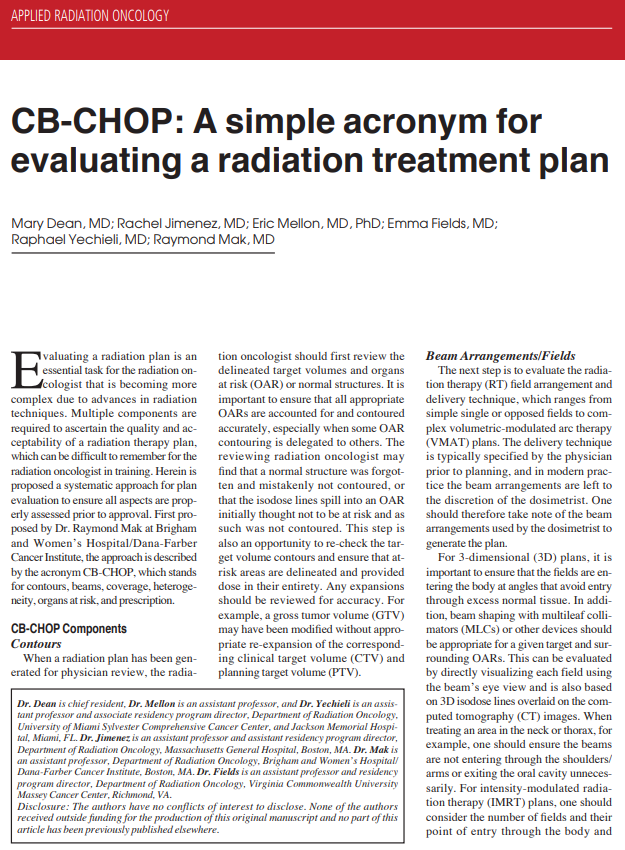 APPLIED RADIATION ONCOLOGY
CB-CHOP: A simple acronym for
evaluating a radiation treatment plan
Mary Dean, MD; Rachel Jimenez, MD; Eric Mellon, MD, PhD; Emma Fields, MD;
Raphael Yechieli, MD; Raymond Mak, MD
Evaluating a radiation plan is an
essential task for the radiation on-
cologist that is becoming more
complex due to advances in radiation
techniques. Multiple components are
required to ascertain the quality and ac-
ceptability of a radiation therapy plan,
which can be difficult to remember for the
radiation oncologist in training. Herein is
proposed a systematic approach for plan
evaluation to ensure all aspects are prop-
erly assessed prior to approval. First pro-
posed by Dr. Raymond Mak at Brigham
and Women's Hospital/Dana-Farber
Cancer Institute, the approach is described
by the acronym CB-CHOP, which stands
for contours, beams, coverage, heteroge-
neity, organs at risk, and prescription.
CB-CHOP Components
Contours
When a radiation plan has been gen-
erated for physician review, the radia-
tion oncologist should first review the
delineated target volumes and organs
at risk (OAR) or normal structures. It is
important to ensure that all appropriate
OARs are accounted for and contoured
accurately, especially when some OAR
contouring is delegated to others. The
reviewing radiation oncologist may
find that a normal structure was forgot-
ten and mistakenly not contoured, or
that the isodose lines spill into an OAR
initially thought not to be at risk and as
such was not contoured. This step is
also an opportunity to re-check the tar-
get volume contours and ensure that at-
risk areas are delineated and provided
dose in their entirety. Any expansions
should be reviewed for accuracy. For
example, a gross tumor volume (GTV)
may have been modified without appro-
priate re-expansion of the correspond-
ing clinical target volume (CTV) and
planning target volume (PTV).
Beam Arrangements/Fields
The next step is to evaluate the radia-
tion therapy (RT) field arrangement and
delivery technique, which ranges from
simple single or opposed fields to com-
plex volumetric-modulated arc therapy
(VMAT) plans. The delivery technique
is typically specified by the physician
prior to planning, and in modern prac-
tice the beam arrangements are left to
the discretion of the dosimetrist. One
should therefore take note of the beam
arrangements used by the dosimetrist to
generate the plan.
For 3-dimensional (3D) plans, it is
important to ensure that the fields are en-
tering the body at angles that avoid entry
through excess normal tissue. In addi-
tion, beam shaping with multileaf colli-
mators (MLCs) or other devices should
be appropriate for a given target and sur-
rounding OARs. This can be evaluated
by directly visualizing each field using
the beam's eye view and is also based
on 3D isodose lines overlaid on the com-
puted tomography (CT) images. When
treating an area in the neck or thorax, for
example, one should ensure the beams
are not entering through the shoulders/
arms or exiting the oral cavity unneces-
sarily. For intensity-modulated radia-
tion therapy (IMRT) plans, one should
consider the number of fields and their
point of entry through the body and
Dr. Dean is chief resident, Dr. Mellon is an assistant professor, and Dr. Yechieli is an assis-
tant professor and associate residency program director, Department of Radiation Oncology,
University of Miami Sylvester Comprehensive Cancer Center, and Jackson Memorial Hospi-
tal, Miami, FL. Dr. Jimenez is an assistant professor and assistant residency program director,
Department of Radiation Oncology, Massachusetts General Hospital, Boston, MA. Dr. Mak is
an assistant professor, Department of Radiation Oncology, Brigham and Women's Hospital/
Dana-Farber Cancer Institute, Boston, MA. Dr. Fields is an assistant professor and residency
program director, Department of Radiation Oncology, Virginia Commonwealth University
Massey Cancer Center, Richmond, VA.
Disclosure: The authors have no conflicts of interest to disclose. None of the authors
received outside funding for the production of this original manuscript and no part of this
article has been previously published elsewhere.